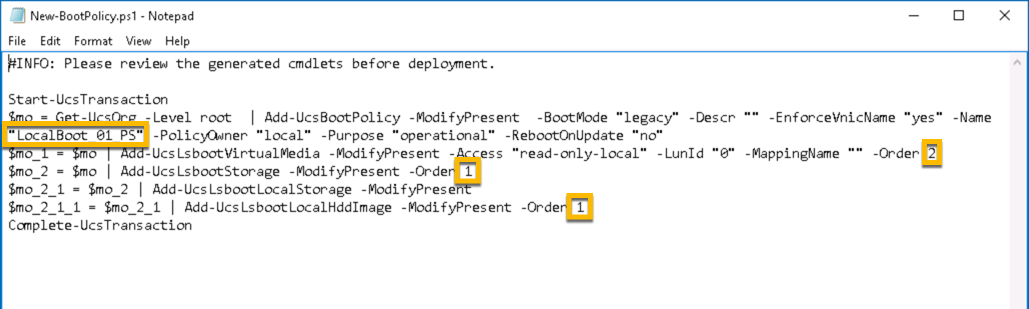 New-BootPolicy.ps1 - Notepad
File Edit Format View Help
#INFO: Please review the generated cmdlets before deployment.
Start-UcsTransaction
$mo = Get-UcsOrg -Level root  | Add-UcsBootPolicy -ModifyPresent  -BootMode "legacy" -Descr "" -EnforceVnicName "yes" -Name
"LocalBoot_01_PS" -PolicyOwner "local" -Purpose "operational" -RebootOnUpdate "no"
$mo_1 = $mo | Add-UcsLsbootVirtualMedia -ModifyPresent -Access "read-only-local" -LunId "0" -MappingName "" -Order 2
$mo_2 = $mo | Add-UcsLsbootStorage -ModifyPresent -Order 1
$mo_2_1 = $mo_2 | Add-UcsLsbootLocalStorage -ModifyPresent
$mo_2_1_1 = $mo_2_1 | Add-UcsLsbootLocalHddImage -ModifyPresent -Order 1
Complete-UcsTransaction